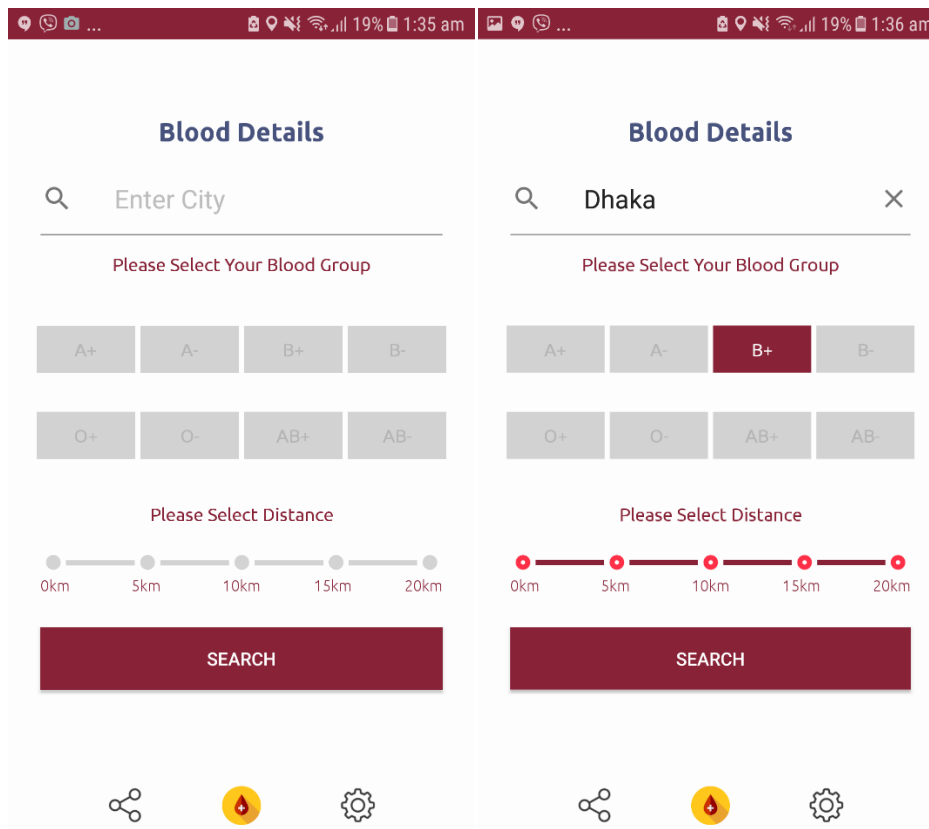 ... 19% 1:35 am
Blood Details
Enter City
Please Select Your Blood Group
A+ A- B+ B-
O+ O- AB+ AB-
Please Select Distance
0km 5km 10km 15km 20km
SEARCH
... 19% 1:36 am
Blood Details
Dhaka
Please Select Your Blood Group
A+ A- B+ B-
O+ O- AB+ AB-
Please Select Distance
0km 5km 10km 15km 20km
SEARCH